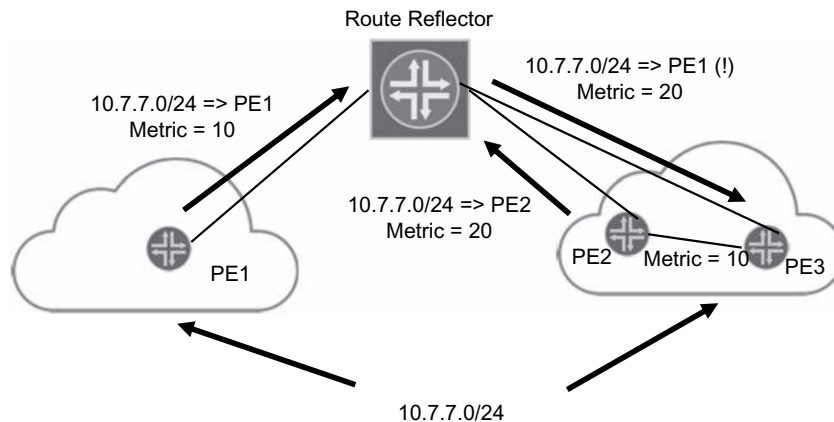 Route Reflector
10.7.7.0/24 => PE1
Metric = 10
10.7.7.0/24 => PE1 (!)
Metric = 20
10.7.7.0/24 => PE2
Metric = 20
PE1
PE2
Metric = 10
PE3
10.7.7.0/24